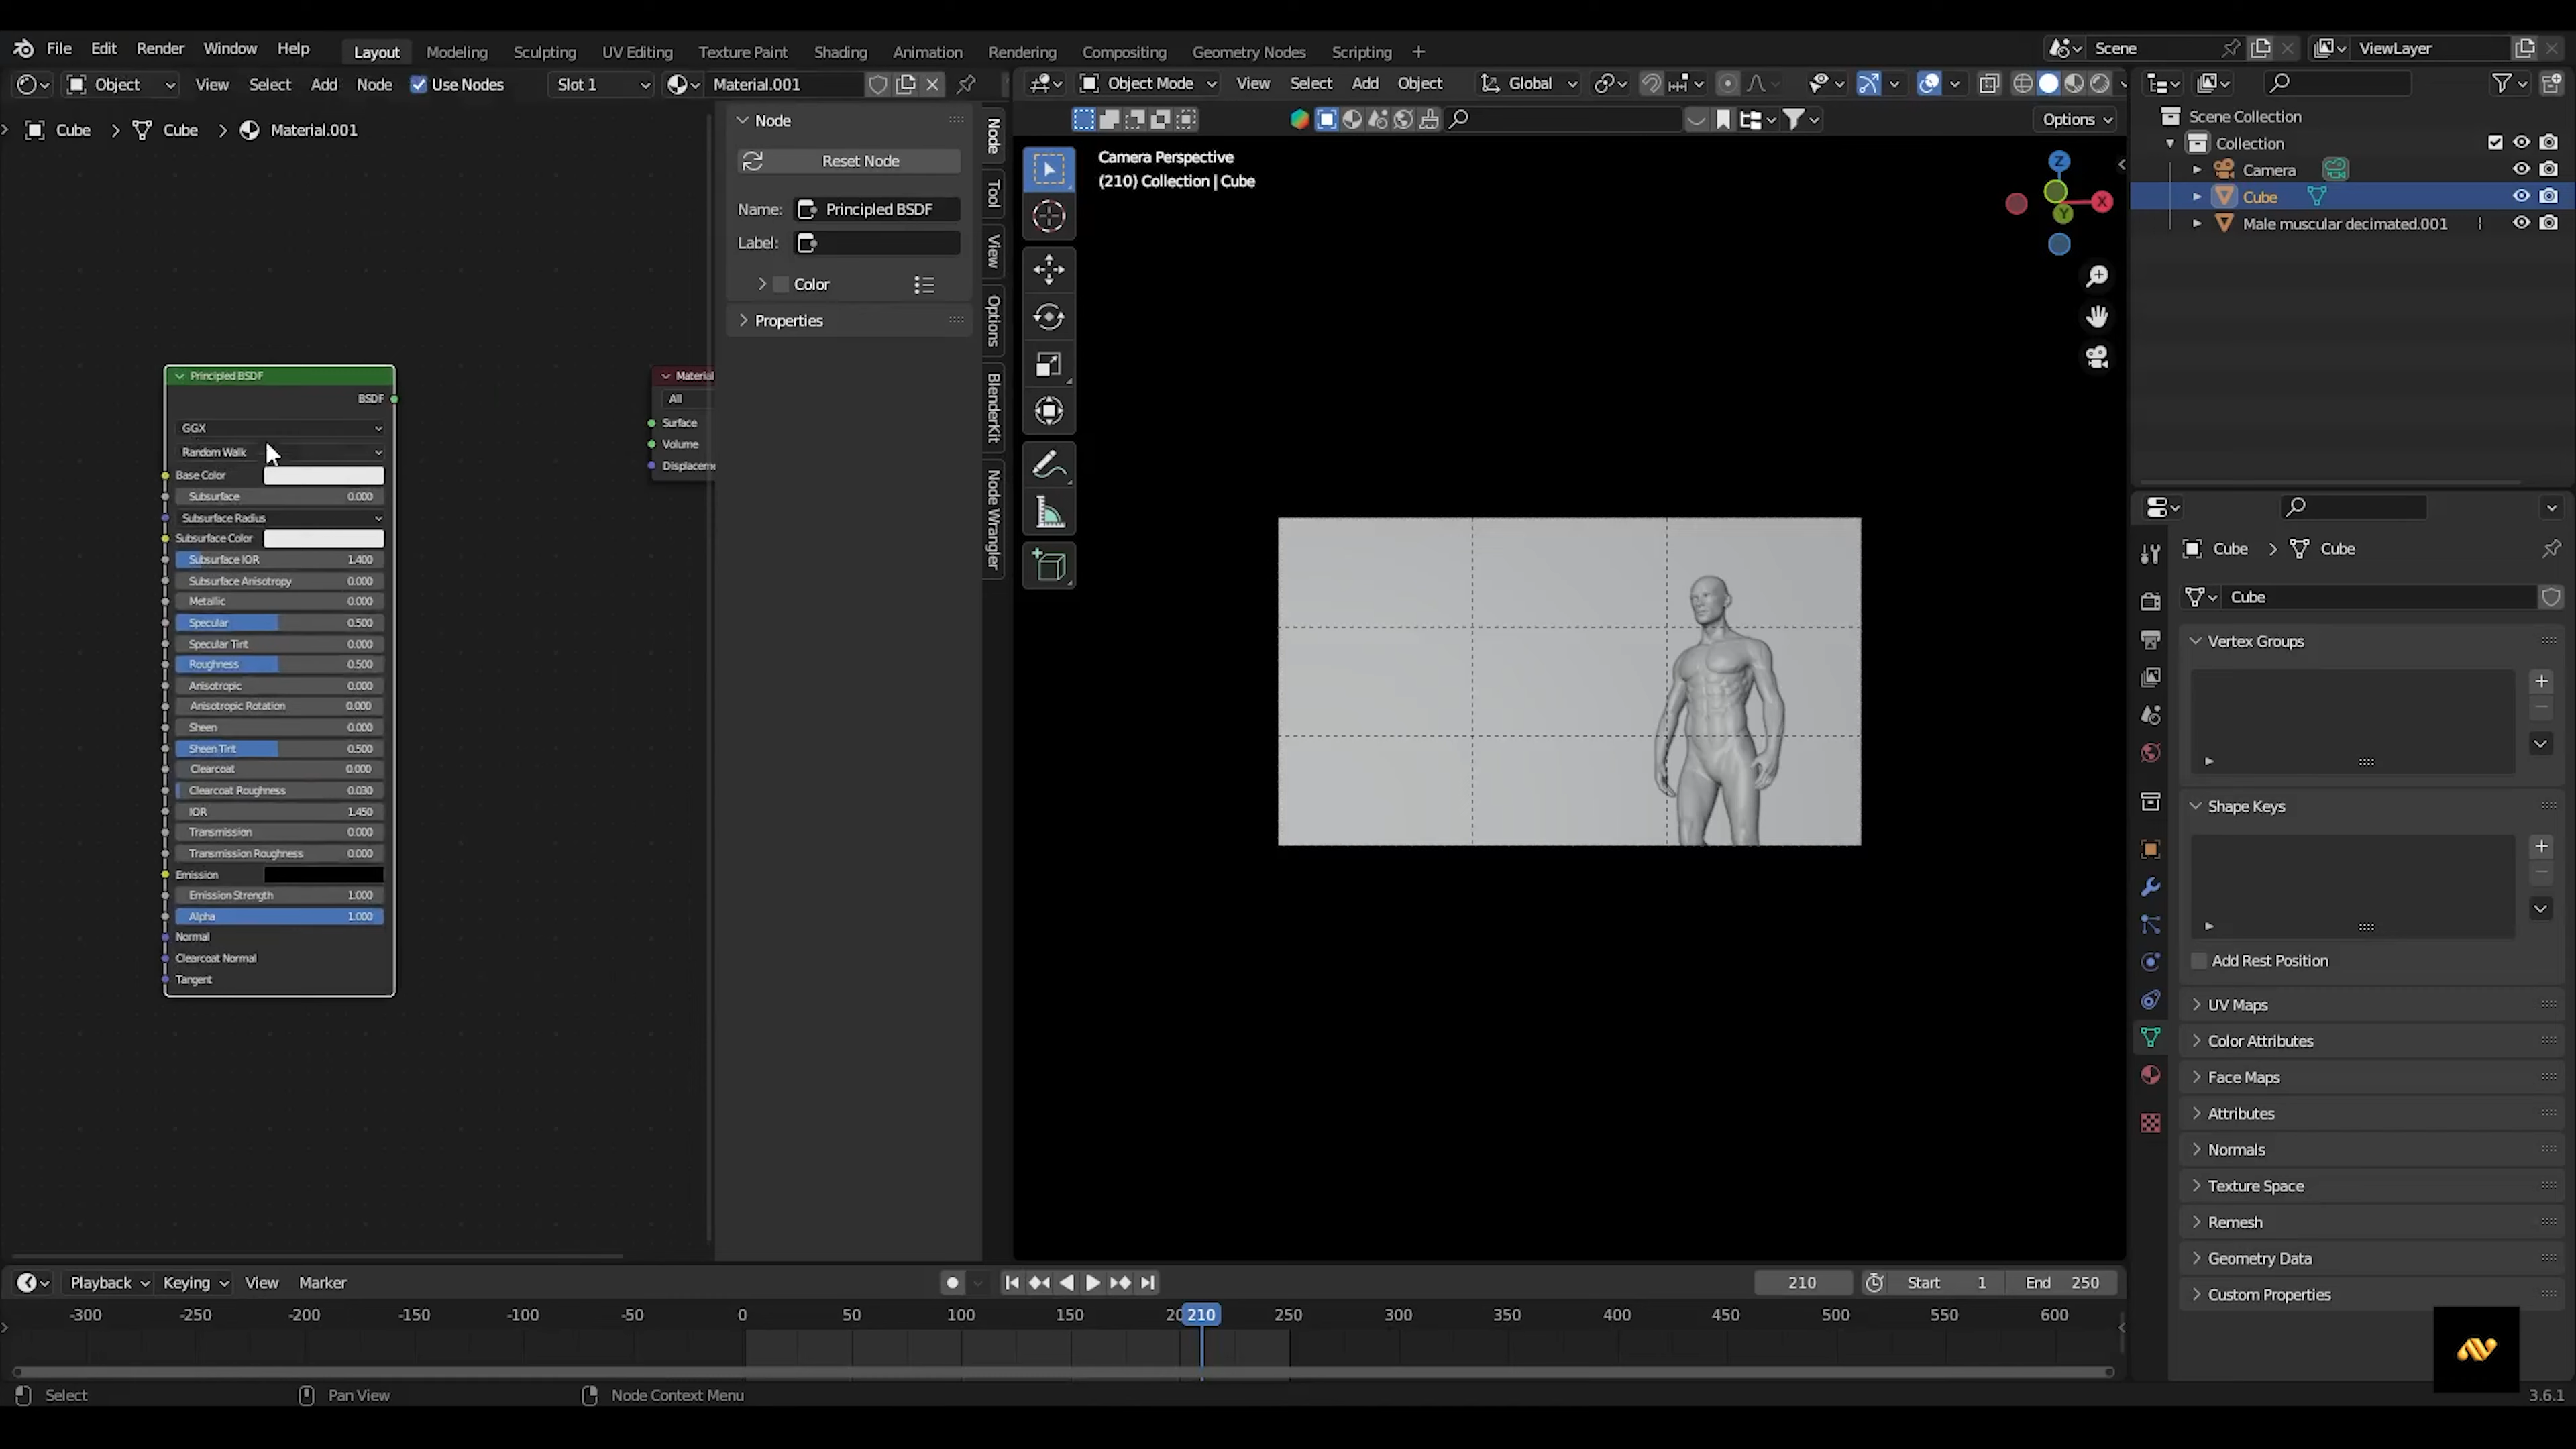 File Edit Render Window Help Layout Modeling Sculpting UV Editing Texture Paint Shading Animation Rendering Compositing Geometry Nodes Scripting + Scene ViewLayer
Object View Select Add Node Use Nodes Slot 1 Material.001
Object Mode View Select Add Object Global
Options
Cube > Cube > Material.001
Node
Reset Node
Name: Principled BSDF
Label:
Color
Properties
Node
Tool
View
Options
BlenderKit
Node Wrangler
Principled BSDF
BSDF
GGX
Random Walk
Base Color
Subsurface 0.000
Subsurface Radius
Subsurface Color
Subsurface IOR 1.400
Subsurface Anisotropy 0.000
Metallic 0.000
Specular 0.500
Specular Tint 0.000
Roughness 0.500
Anisotropic 0.000
Anisotropic Rotation 0.000
Sheen 0.000
Sheen Tint 0.500
Clearcoat 0.000
Clearcoat Roughness 0.030
IOR 1.450
Transmission 0.000
Transmission Roughness 0.000
Emission
Emission Strength 1.000
Alpha 1.000
Normal
Clearcoat Normal
Tangent
Material
All
Surface
Volume
Displacem
Camera Perspective
(210) Collection | Cube
Z
X
Y
Scene Collection
Collection
Camera
Cube
Male muscular decimated.001
Cube > Cube
Cube
Vertex Groups
Shape Keys
Add Rest Position
UV Maps
Color Attributes
Face Maps
Attributes
Normals
Texture Space
Remesh
Geometry Data
Custom Properties
Playback Keying View Marker 210 Start 1 End 250
-300 -250 -200 -150 -100 -50 0 50 100 150 20 210 250 300 350 400 450 500 550 600
Select Pan View Node Context Menu 3.6.1